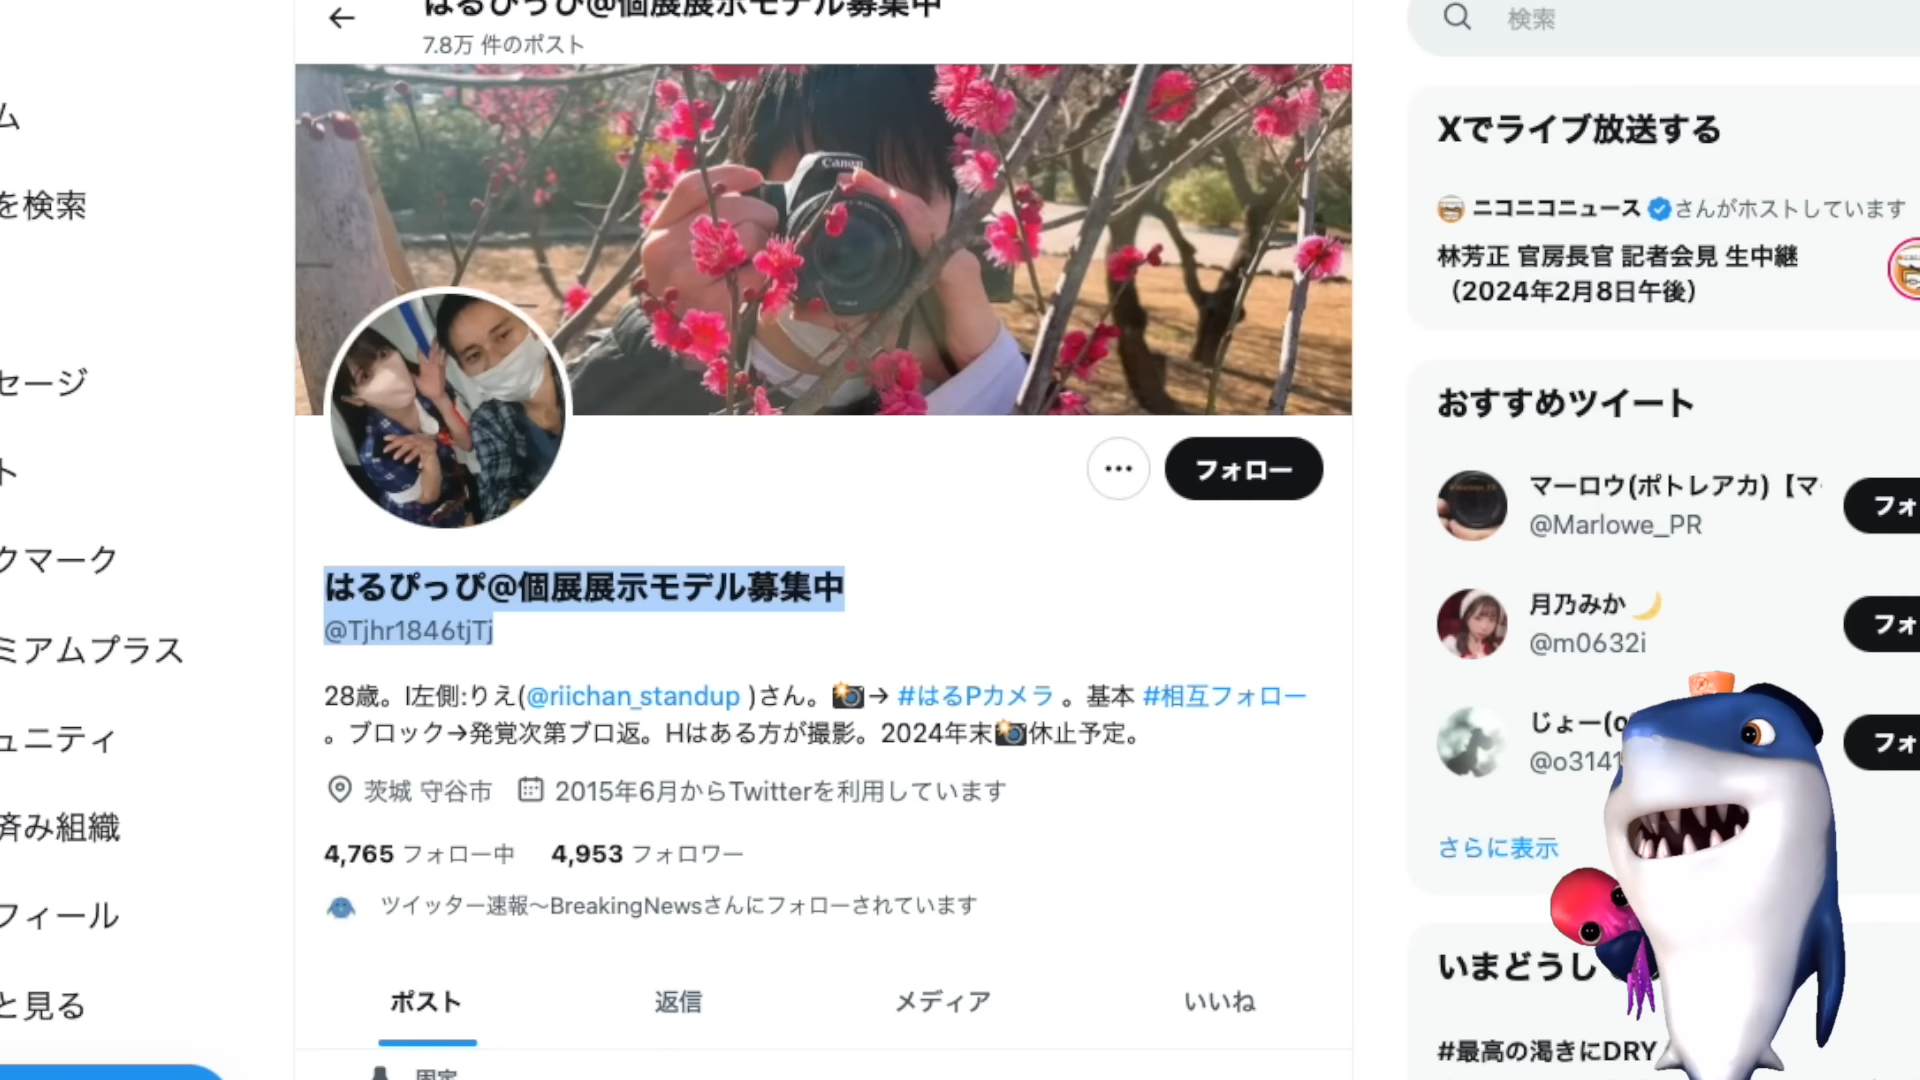 はるぴっぴ@個展展示モデル募集中
7.8万 件のポスト
検索
ム
を検索
セージ
ト
クマーク
ミアムプラス
ュニティ
済み組織
フィール
と見る
Canon
フォロー
はるぴっぴ@個展展示モデル募集中
@Tjhr1846tjTj
28歳。I左側:りえ(@riichan_standup )さん。📸→ #はるPカメラ 。基本 #相互フォロー
。ブロック→発覚次第ブロ返。Hはある方が撮影。2024年末📸休止予定。
茨城 守谷市 2015年6月からTwitterを利用しています
4,765 フォロー中 4,953 フォロワー
ツイッター速報〜BreakingNewsさんにフォローされています
ポスト 返信 メディア いいね
固定
Xでライブ放送する
ニコニコニュース さんがホストしています
林芳正 官房長官 記者会見 生中継
（2024年2月8日午後）
おすすめツイート
マーロウ(ポトレアカ)【マ
@Marlowe_PR
フォ
月乃みか🌙
@m0632i
フォ
じょー(o
@o3141
フォ
さらに表示
いまどうし
#最高の渇きにDRY